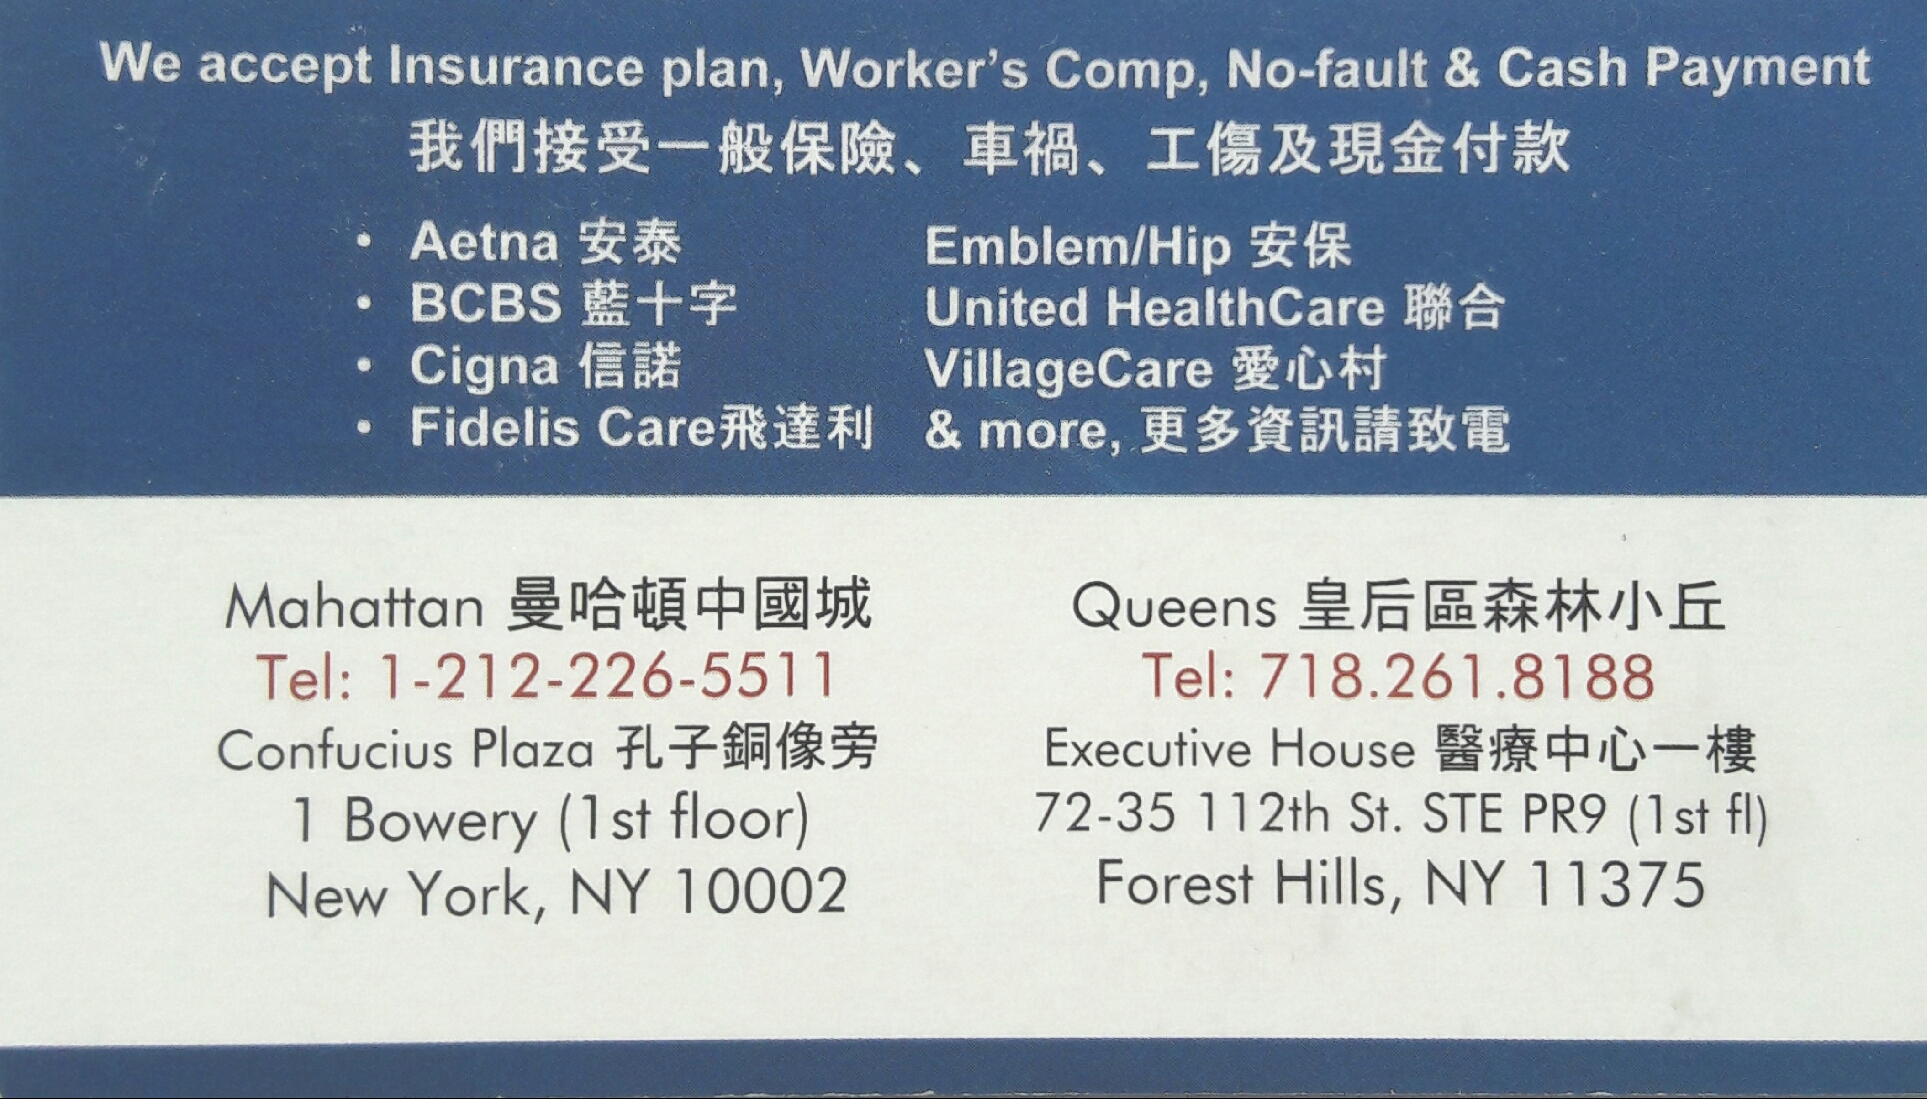 We accept Insurance plan, Worker's Comp, No-fault & Cash Payment
我們接受一般保險、車禍、工傷及現金付款
• Aetna 安泰
• BCBS 藍十字
• Cigna 信諾
• Fidelis Care飛達利
Emblem/Hip 安保
United HealthCare 聯合
VillageCare 愛心村
& more, 更多資訊請致電
Mahattan 曼哈頓中國城
Tel: 1-212-226-5511
Confucius Plaza 孔子銅像旁
1 Bowery (1st floor)
New York, NY 10002
Queens 皇后區森林小丘
Tel: 718.261.8188
Executive House 醫療中心一樓
72-35 112th St. STE PR9 (1st fl)
Forest Hills, NY 11375